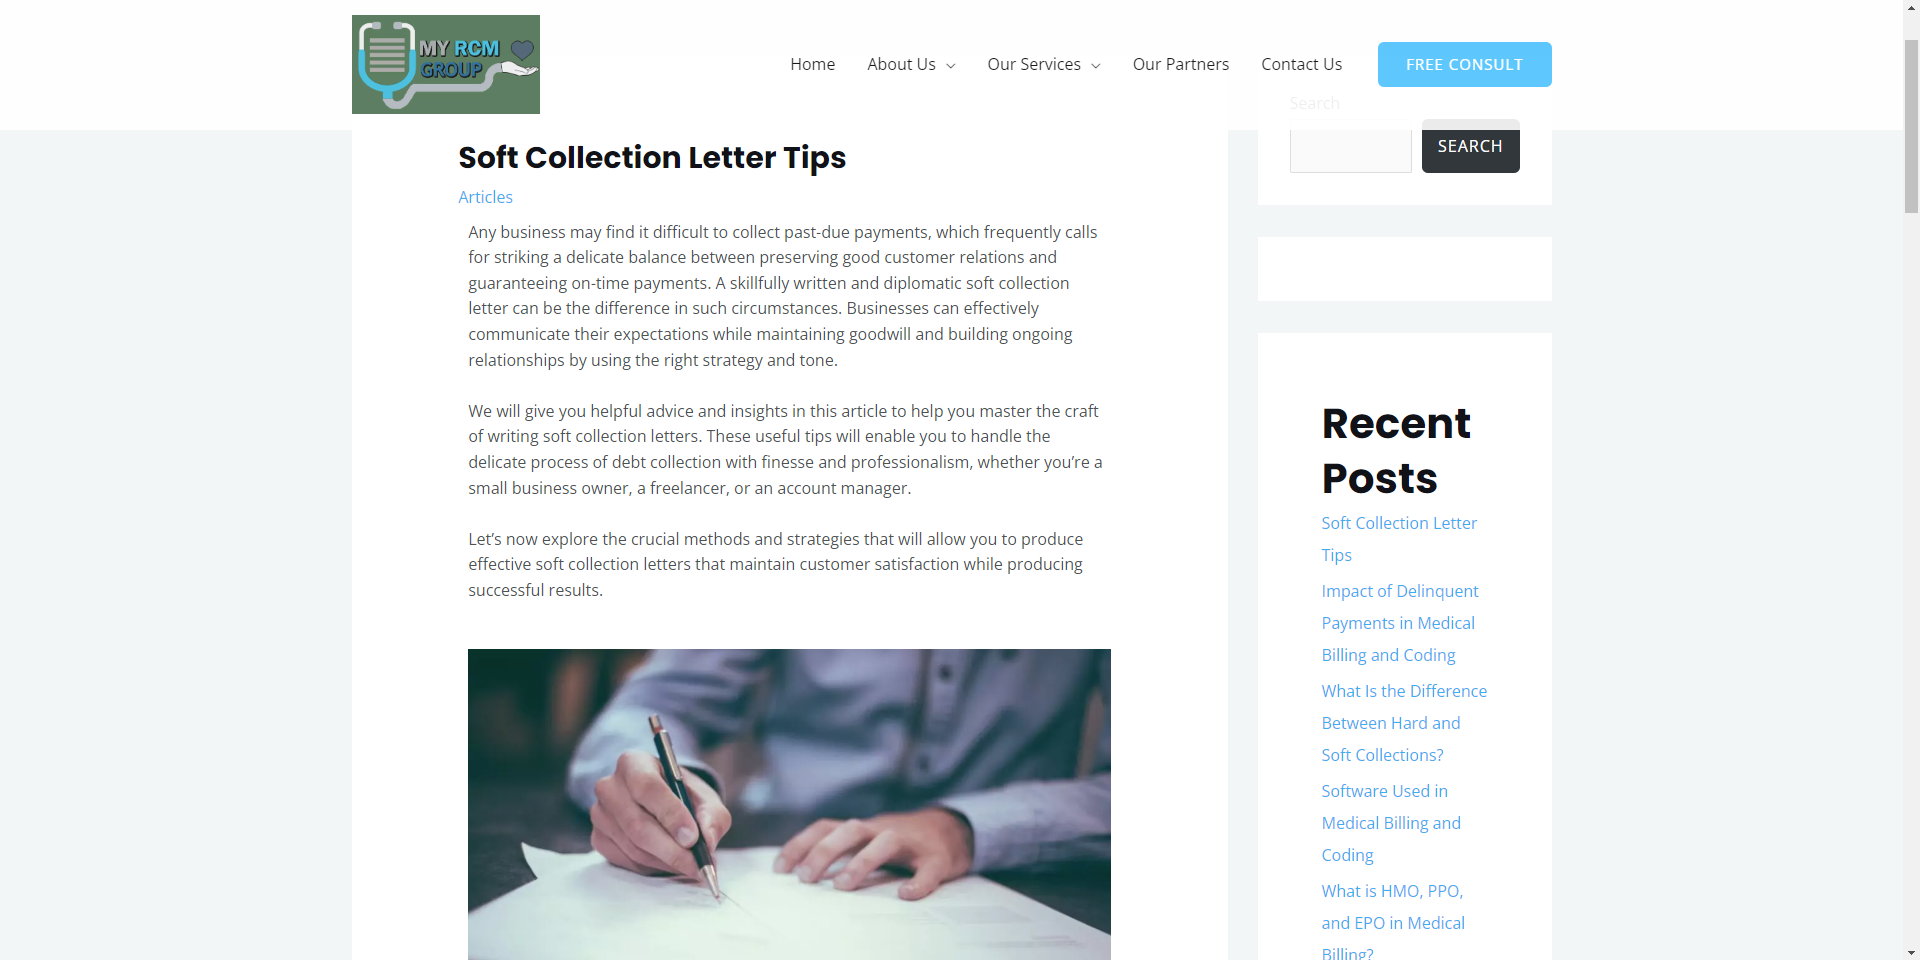 MY RCM
GROUP
Home
About Us
Our Services
Our Partners
Contact Us
FREE CONSULT
Search
SEARCH
Soft Collection Letter Tips
Articles
Any business may find it difficult to collect past-due payments, which frequently calls
for striking a delicate balance between preserving good customer relations and
guaranteeing on-time payments. A skillfully written and diplomatic soft collection
letter can be the difference in such circumstances. Businesses can effectively
communicate their expectations while maintaining goodwill and building ongoing
relationships by using the right strategy and tone.
We will give you helpful advice and insights in this article to help you master the craft
of writing soft collection letters. These useful tips will enable you to handle the
delicate process of debt collection with finesse and professionalism, whether you’re a
small business owner, a freelancer, or an account manager.
Let’s now explore the crucial methods and strategies that will allow you to produce
effective soft collection letters that maintain customer satisfaction while producing
successful results.
Recent
Posts
Soft Collection Letter
Tips
Impact of Delinquent
Payments in Medical
Billing and Coding
What Is the Difference
Between Hard and
Soft Collections?
Software Used in
Medical Billing and
Coding
What is HMO, PPO,
and EPO in Medical
Billing?